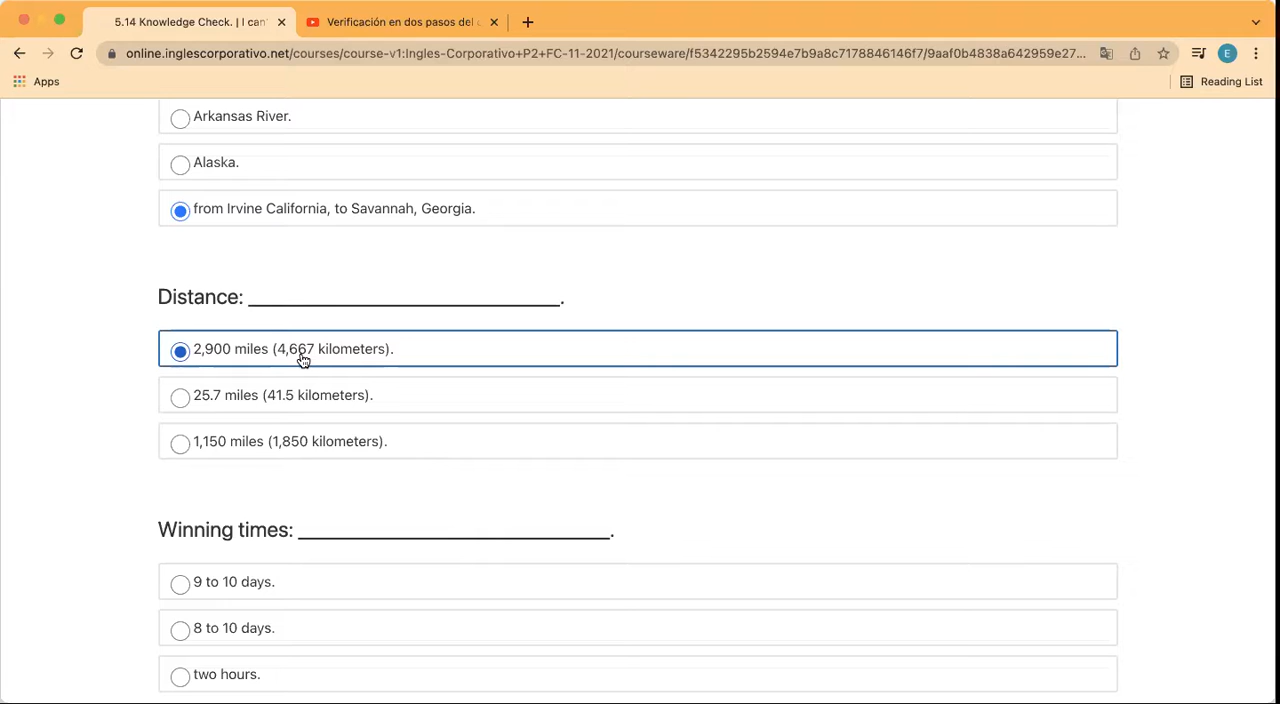 5.14 Knowledge Check. | I can'
Verificación en dos pasos del
online.inglescorporativo.net/courses/course-v1:Ingles-Corporativo+P2+FC-11-2021/courseware/f5342295b2594e7b9a8c7178846146f7/9aaf0b4838a642959e27...
E
Apps
Reading List
Arkansas River.
Alaska.
from Irvine California, to Savannah, Georgia.
Distance: ____________________________.
2,900 miles (4,667 kilometers).
25.7 miles (41.5 kilometers).
1,150 miles (1,850 kilometers).
Winning times: ____________________________.
9 to 10 days.
8 to 10 days.
two hours.